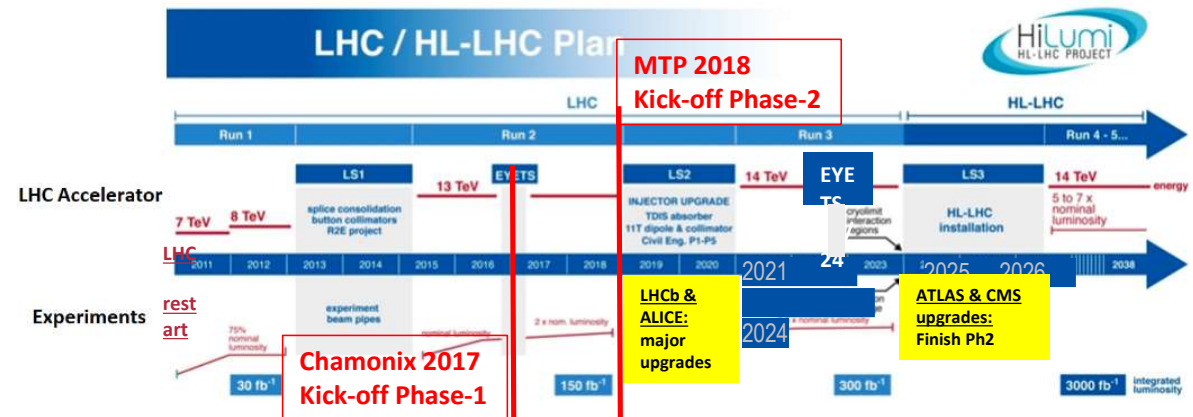 LHC / HL-LHC Plan
HiLumi
HL-LHC PROJECT
MTP 2018
Kick-off Phase-2
LHC
HL-LHC
Run 1
Run 2
Run 3
Run 4 - 5...
LHC Accelerator
LS1
EYETS
LS2
EYE
TS
24
LS3
7 TeV
8 TeV
13 TeV
14 TeV
14 TeV
energy
splice consolidation
button collimators
R2E project
INJECTOR UPGRADE
TDIS absorber
11T dipole & collimator
Civil Eng. P1-P5
cryolimit
interaction
regions
HL-LHC
installation
5 to 7 x
nominal
luminosity
LHC
rest
art
2011
2012
2013
2014
2015
2016
2017
2018
2019
2020
2021
2023
2025
2026
2038
2024
Experiments
experiment
beam pipes
75%
nominal
luminosity
nominal luminosity
2 x nom. luminosity
nominal luminosity
LHCb &
ALICE:
major
upgrades
ATLAS & CMS
upgrades:
Finish Ph2
Chamonix 2017
Kick-off Phase-1
30 fb⁻¹
150 fb⁻¹
300 fb⁻¹
3000 fb⁻¹
integrated
luminosity